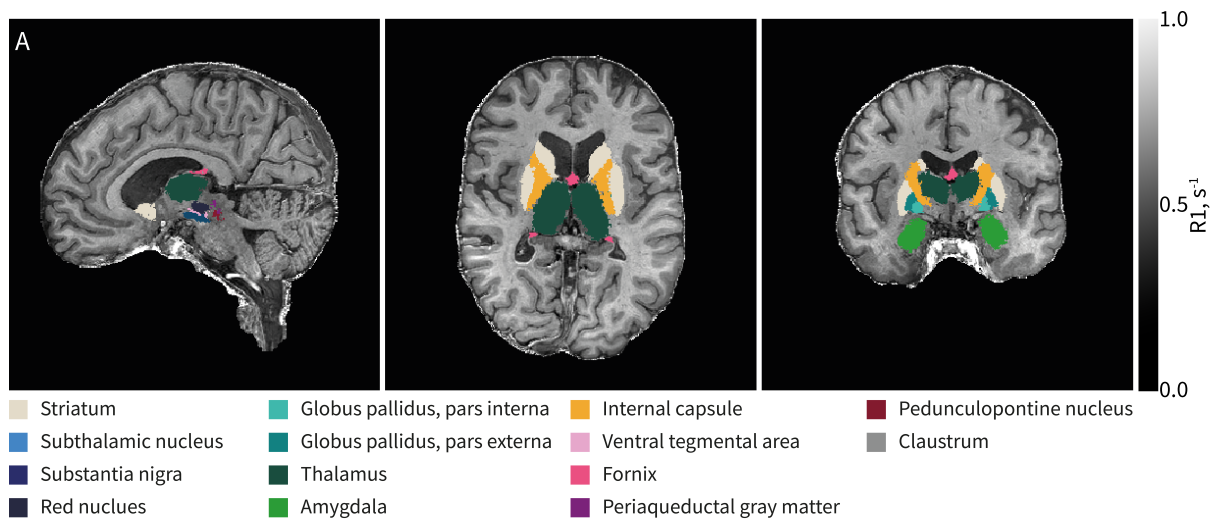 A
1.0
0.5
0.0
R1, s-1
Striatum
Globus pallidus, pars interna
Internal capsule
Pedunculopontine nucleus
Subthalamic nucleus
Globus pallidus, pars externa
Ventral tegmental area
Claustrum
Substantia nigra
Thalamus
Fornix
Red nuclues
Amygdala
Periaqueductal gray matter